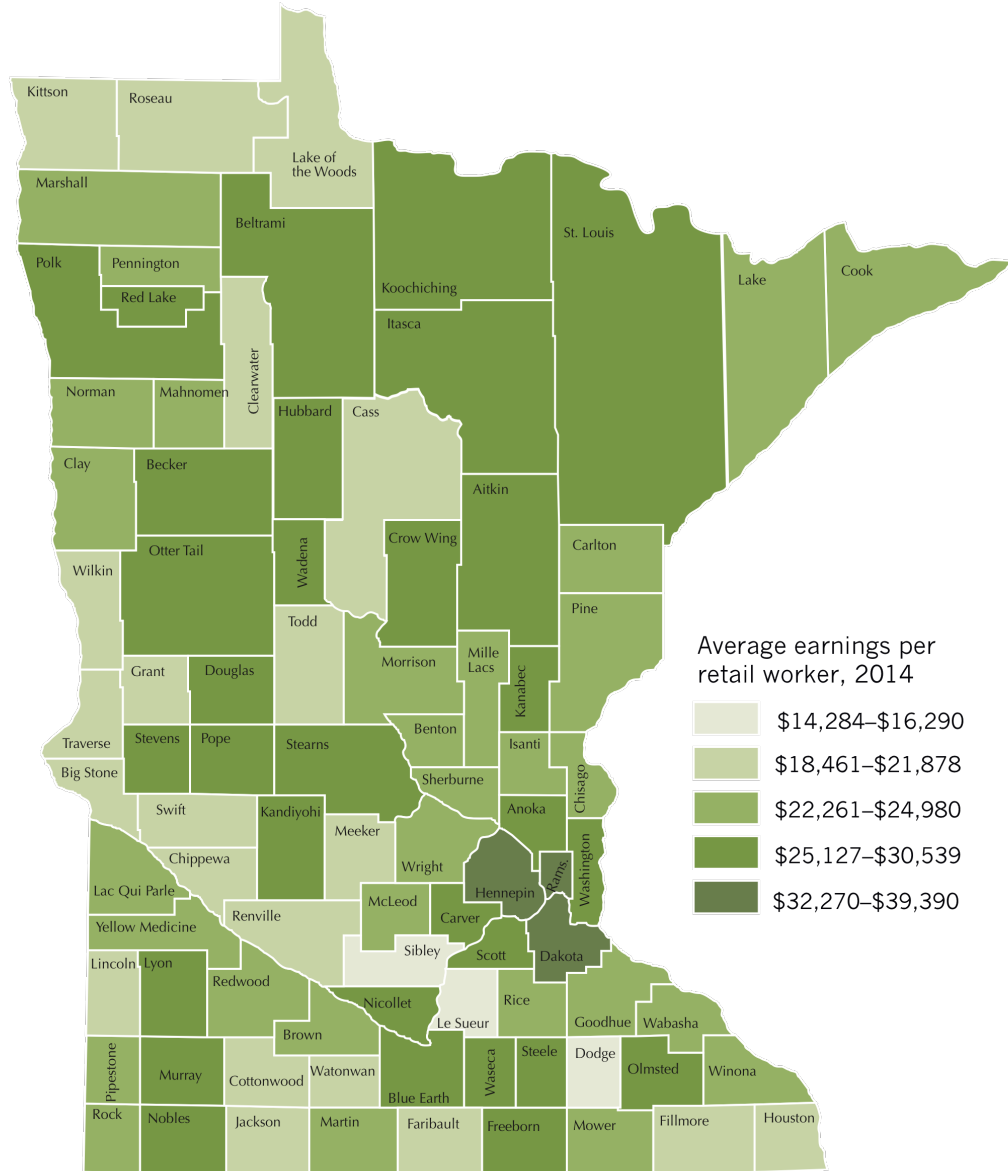 Kittson
Roseau
Lake of
the Woods
Marshall
Beltrami
St. Louis
Polk
Pennington
Red Lake
Koochiching
Lake
Cook
Itasca
Norman
Mahnomen
Clearwater
Hubbard
Cass
Clay
Becker
Aitkin
Otter Tail
Wadena
Crow Wing
Carlton
Wilkin
Pine
Todd
Grant
Douglas
Morrison
Mille
Lacs
Kanabec
Average earnings per
retail worker, 2014
$14,284–$16,290
$18,461–$21,878
$22,261–$24,980
$25,127–$30,539
$32,270–$39,390
Traverse
Stevens
Pope
Stearns
Benton
Isanti
Chisago
Big Stone
Sherburne
Swift
Kandiyohi
Anoka
Meeker
Chippewa
Wright
Hennepin
Rams.
Washington
Lac Qui Parle
McLeod
Renville
Carver
Yellow Medicine
Sibley
Scott
Dakota
Lincoln
Lyon
Redwood
Nicollet
Le Sueur
Rice
Goodhue
Wabasha
Brown
Pipestone
Murray
Cottonwood
Watonwan
Blue Earth
Waseca
Steele
Dodge
Olmsted
Winona
Rock
Nobles
Jackson
Martin
Faribault
Freeborn
Mower
Fillmore
Houston